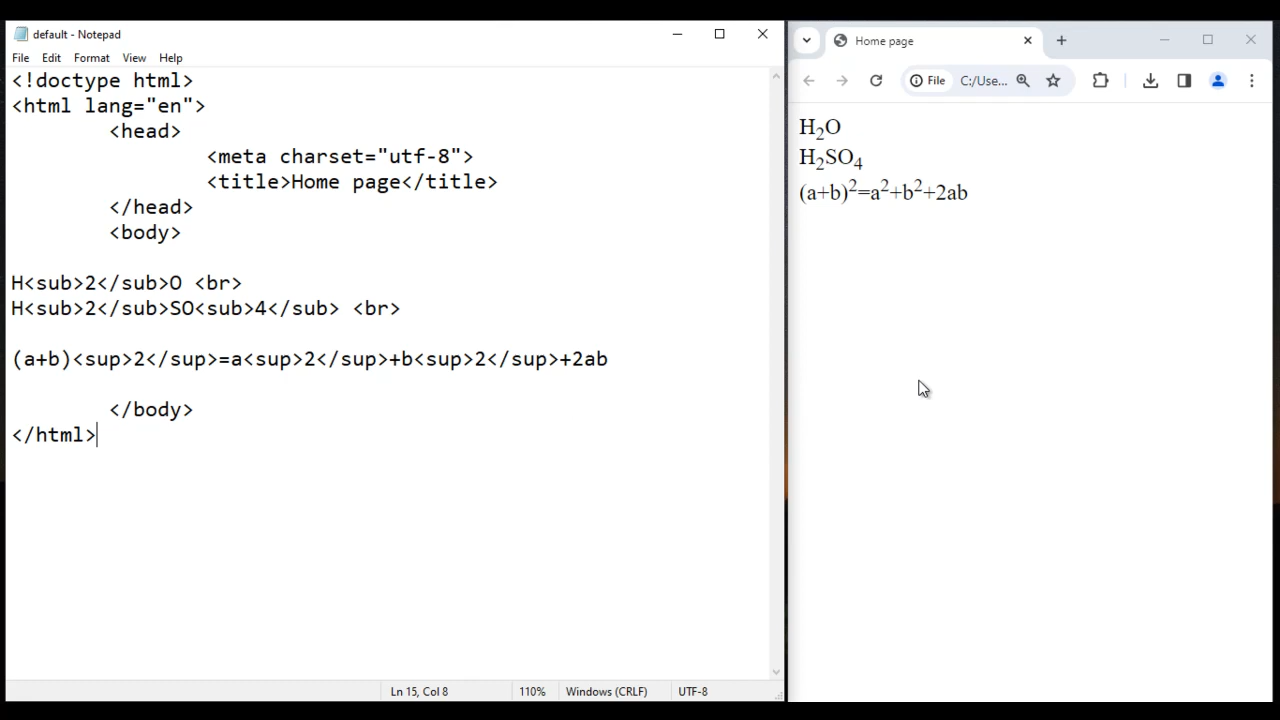 default - Notepad
File Edit Format View Help
<!doctype html>
<html lang="en">
<head>
<meta charset="utf-8">
<title>Home page</title>
</head>
<body>
H<sub>2</sub>O <br>
H<sub>2</sub>SO<sub>4</sub> <br>
(a+b)<sup>2</sup>=a<sup>2</sup>+b<sup>2</sup>+2ab
</body>
</html>
Ln 15, Col 8 110% Windows (CRLF) UTF-8
Home page
File C:/Use...
H₂O
H₂SO₄
(a+b)²=a²+b²+2ab